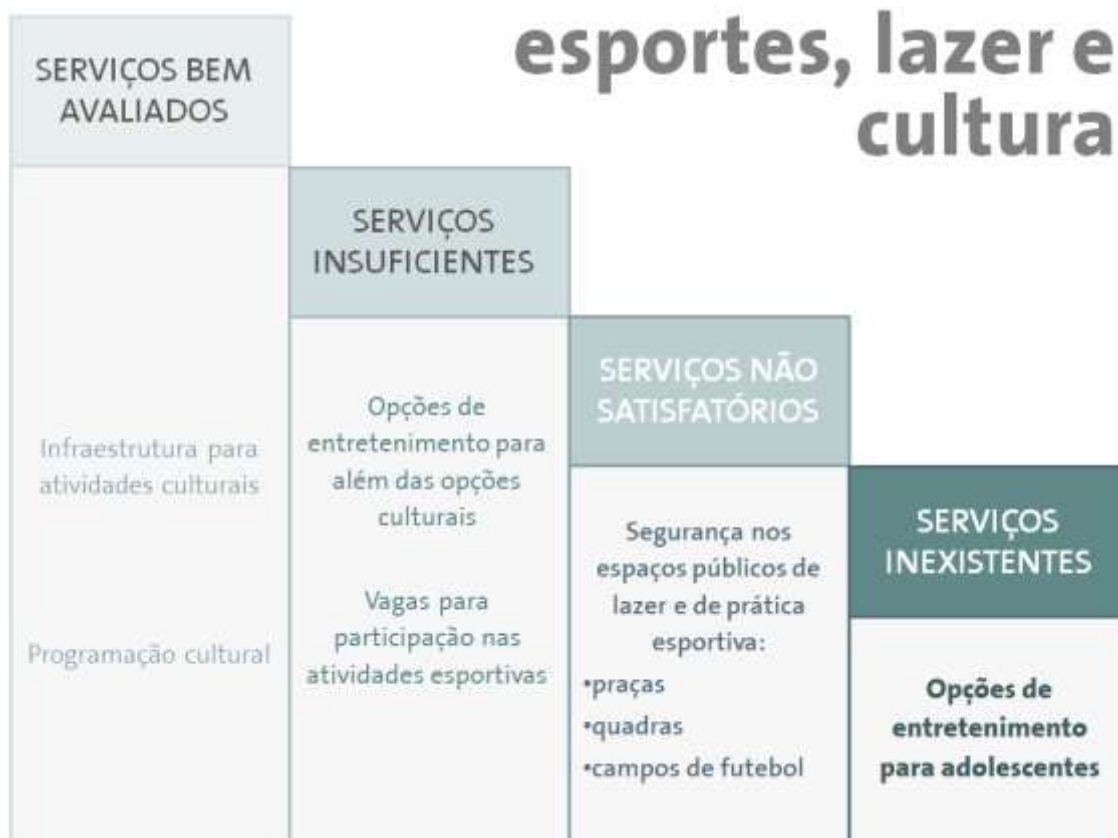 esportes, lazer e
cultura
SERVIÇOS BEM
AVALIADOS
Infraestrutura para
atividades culturais
Programação cultural
SERVIÇOS
INSUFICIENTES
Opções de
entretenimento para
além das opções
culturais
Vagas para
participação nas
atividades esportivas
SERVIÇOS NÃO
SATISFATÓRIOS
Segurança nos
espaços públicos de
lazer e de prática
esportiva:
•praças
•quadras
•campos de futebol
SERVIÇOS
INEXISTENTES
Opções de
entretenimento
para adolescentes